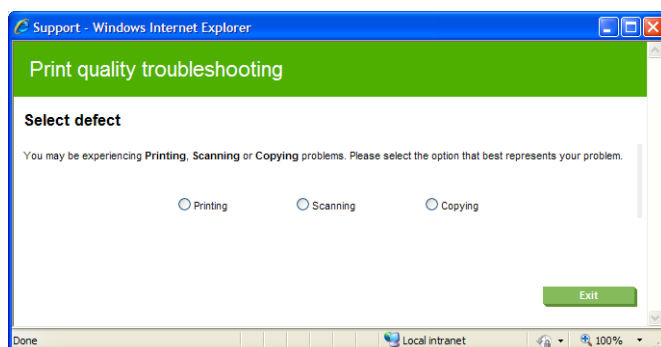 Support - Windows Internet Explorer
Print quality troubleshooting
Select defect
You may be experiencing Printing, Scanning or Copying problems. Please select the option that best represents your problem.
Printing Scanning Copying
Exit
Done Local intranet 100%